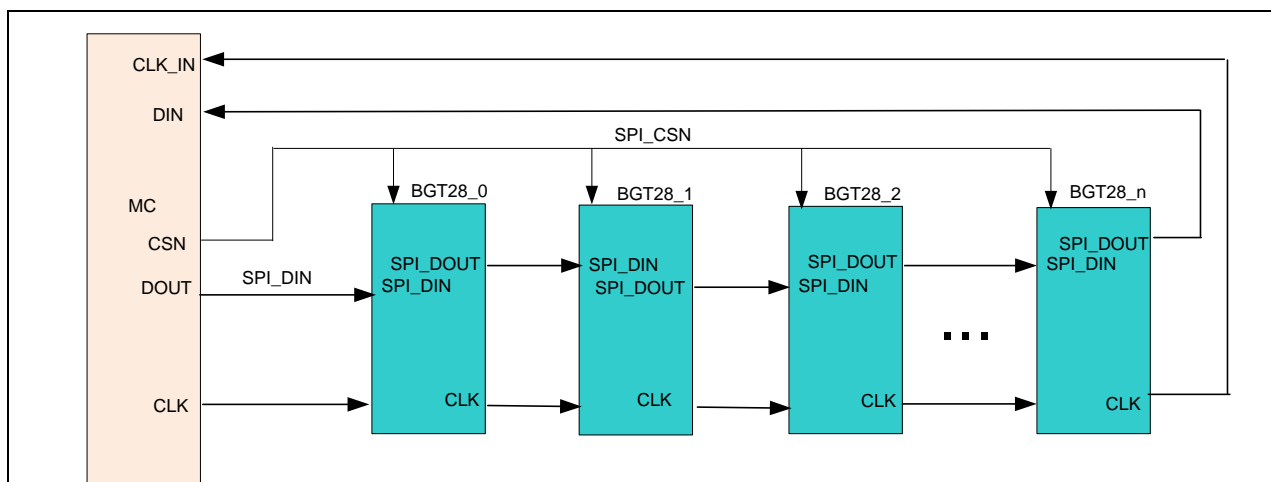 CLK_IN
DIN
SPI_CSN
BGT28_0
BGT28_1
BGT28_2
BGT28_n
MC
CSN
SPI_DOUT
SPI_DIN
SPI_DIN
SPI_DOUT
SPI_DOUT
SPI_DIN
SPI_DOUT
SPI_DIN
DOUT
SPI_DIN
...
CLK
CLK
CLK
CLK
CLK